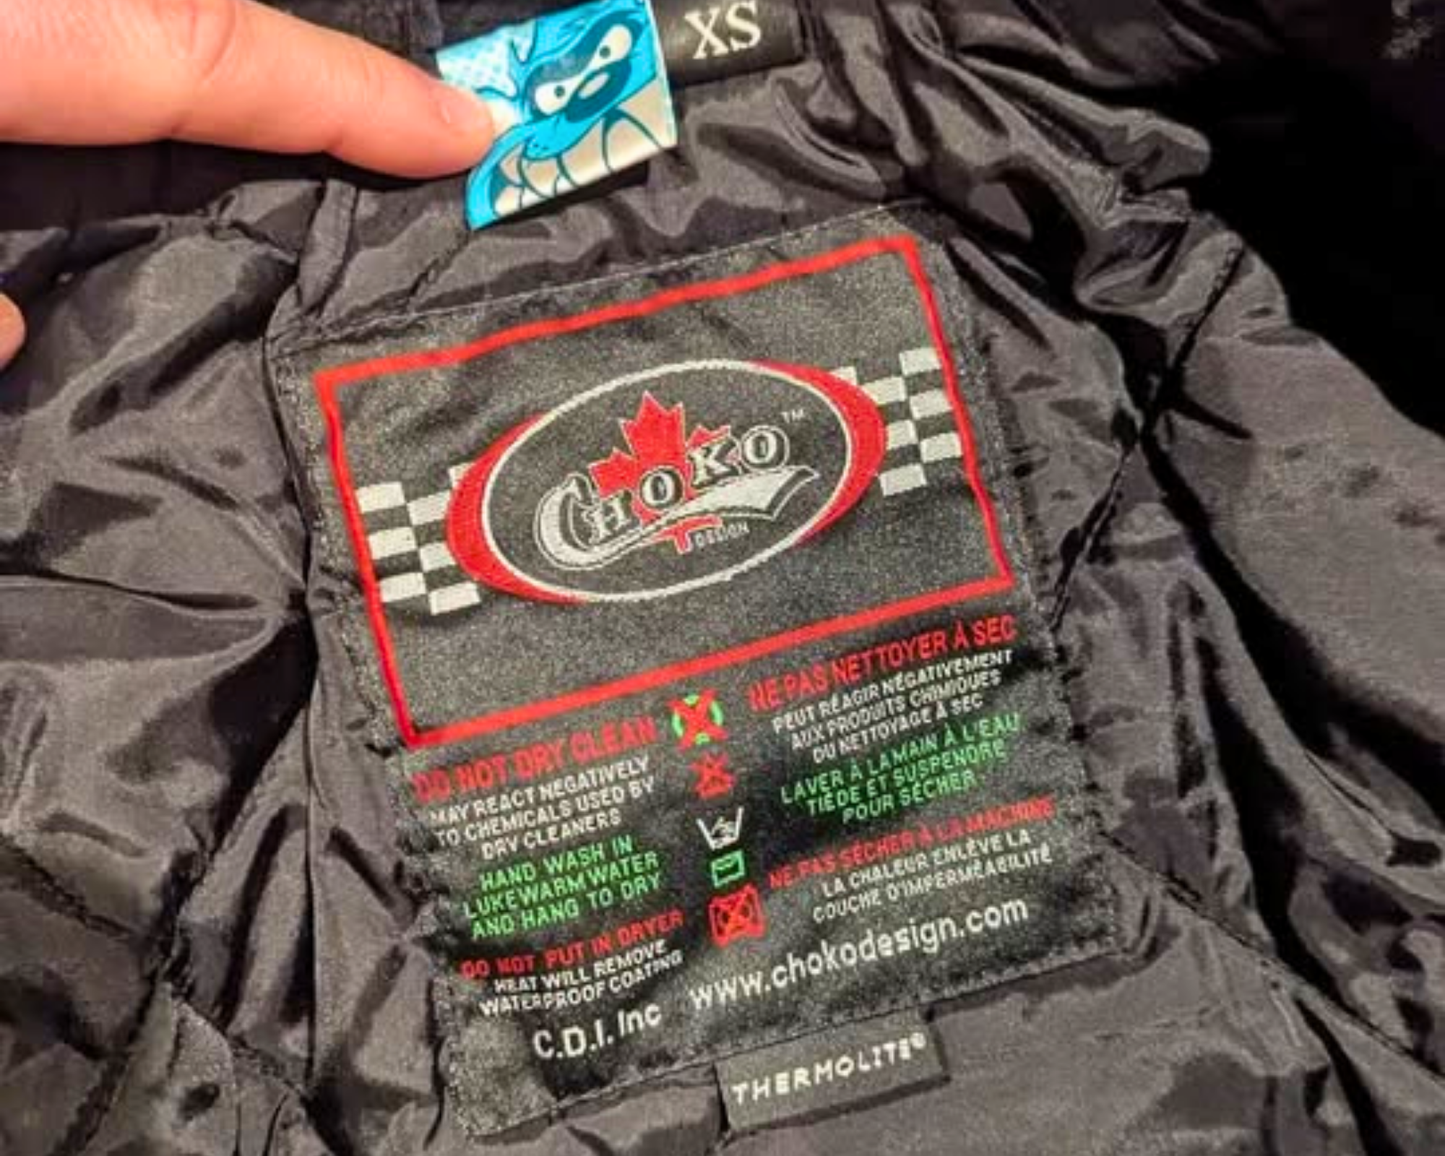 XS
CHOKO™
DESIGN
DO NOT DRY CLEAN
MAY REACT NEGATIVELY
TO CHEMICALS USED BY
DRY CLEANERS
HAND WASH IN
LUKEWARM WATER
AND HANG TO DRY
DO NOT PUT IN DRYER
HEAT WILL REMOVE
WATERPROOF COATING
NE PAS NETTOYER À SEC
PEUT RÉAGIR NÉGATIVEMENT
AUX PRODUITS CHIMIQUES
DU NETTOYAGE À SEC
LAVER À LA MAIN À L'EAU
TIÈDE ET SUSPENDRE
POUR SÉCHER
NE PAS SÉCHER À LA MACHINE
LA CHALEUR ENLÈVE LA
COUCHE D'IMPERMÉABILITÉ
C.D.I. Inc www.chokodesign.com
THERMOLITE®